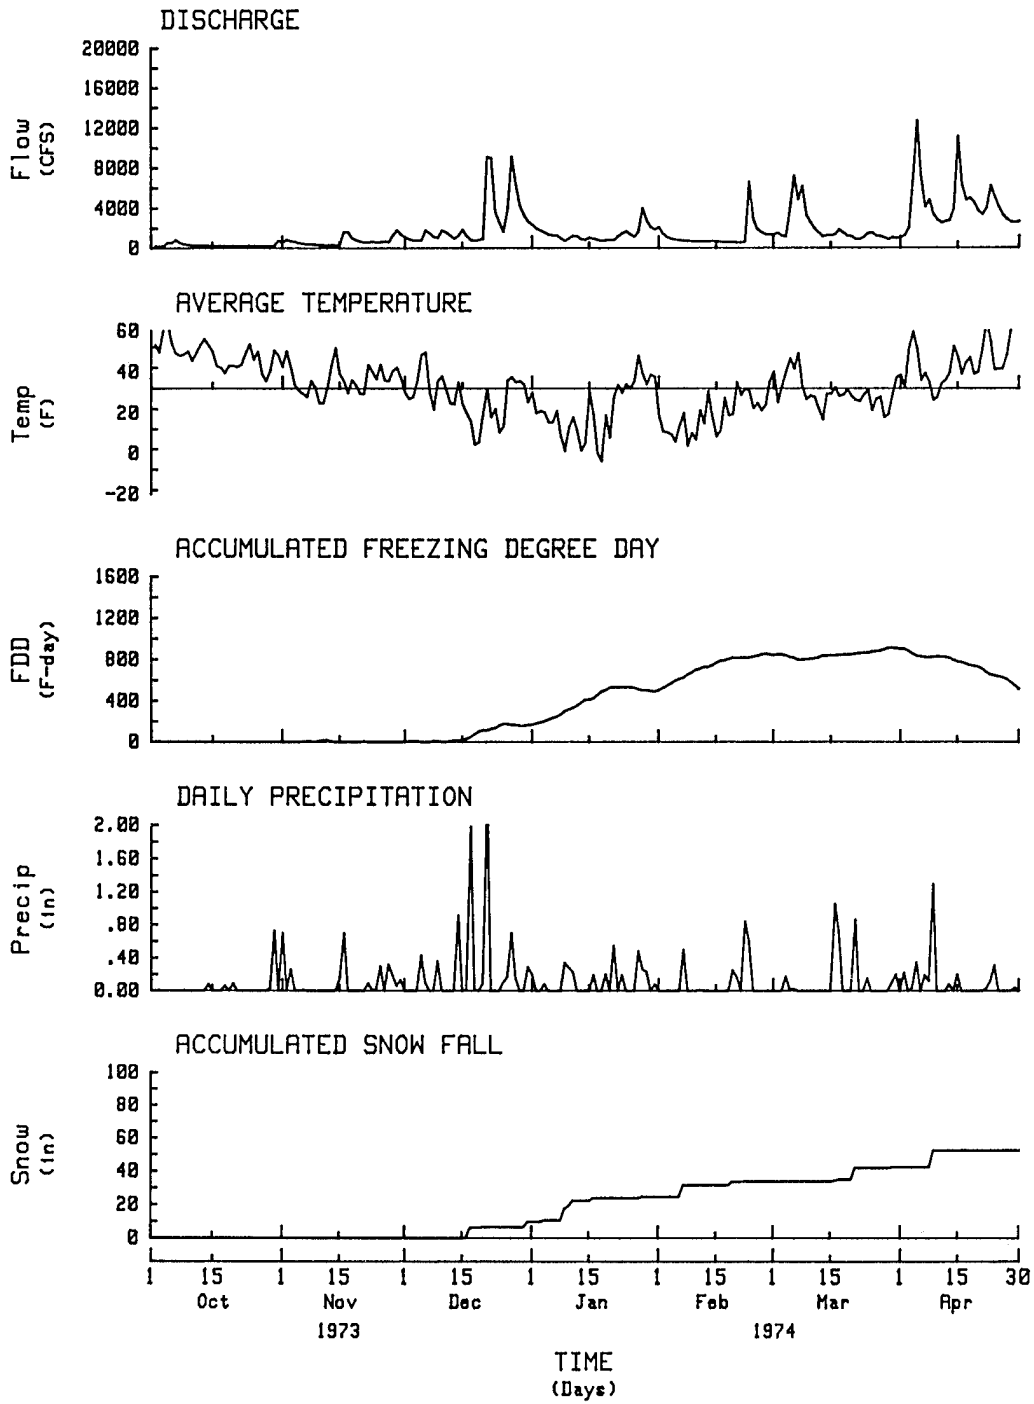 DISCHARGE
20000
16000
12000
8000
4000
0
Flow
(CFS)
AVERAGE TEMPERATURE
60
40
20
0
-20
Temp
(F)
ACCUMULATED FREEZING DEGREE DAY
1600
1200
800
400
0
FDD
(F-day)
DAILY PRECIPITATION
2.00
1.60
1.20
.80
.40
0.00
Precip
(in)
ACCUMULATED SNOW FALL
100
80
60
40
20
0
Snow
(in)
1 15 1 15 1 15 1 15 1 15 1 15 1 15 30
Oct Nov Dec Jan Feb Mar Apr
1973 1974
TIME
(Days)